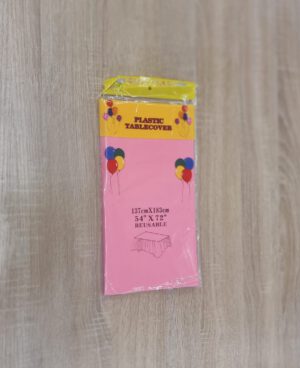 PLASTIC
TABLECOVER
137cmX183cm
54" X 72"
REUSABLE